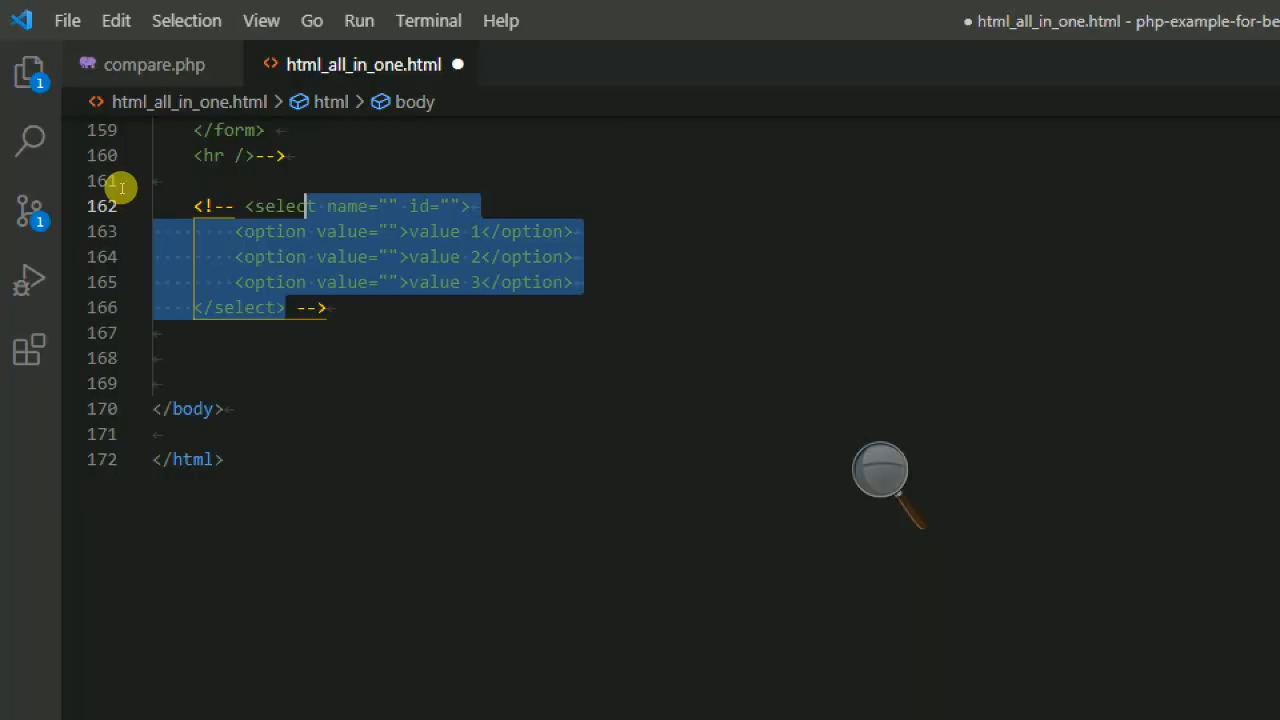 File Edit Selection View Go Run Terminal Help
● html_all_in_one.html - php-example-for-be
compare.php
html_all_in_one.html
html_all_in_one.html > html > body
159 </form>
160 <hr />-->
161
162 <!-- <select name="" id="">
163 <option value="">value 1</option>
164 <option value="">value 2</option>
165 <option value="">value 3</option>
166 </select> -->
167
168
169
170 </body>
171
172 </html>
1
1